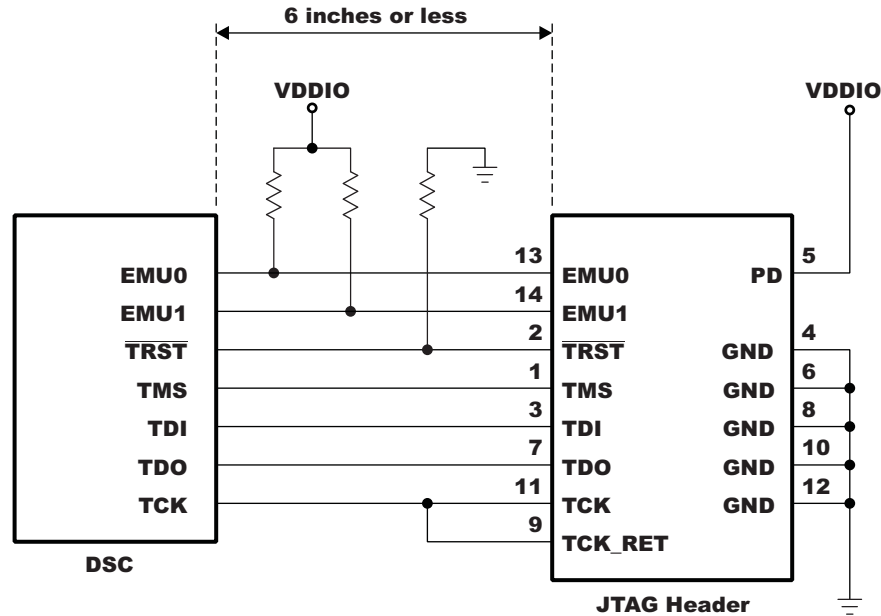 6 inches or less
VDDIO
VDDIO
13
5
EMU0
EMU0
PD
14
EMU1
EMU1
2
4
TRST
TRST
GND
1
6
TMS
TMS
GND
3
8
TDI
TDI
GND
7
10
TDO
TDO
GND
11
12
TCK
TCK
GND
9
TCK_RET
DSC
JTAG Header